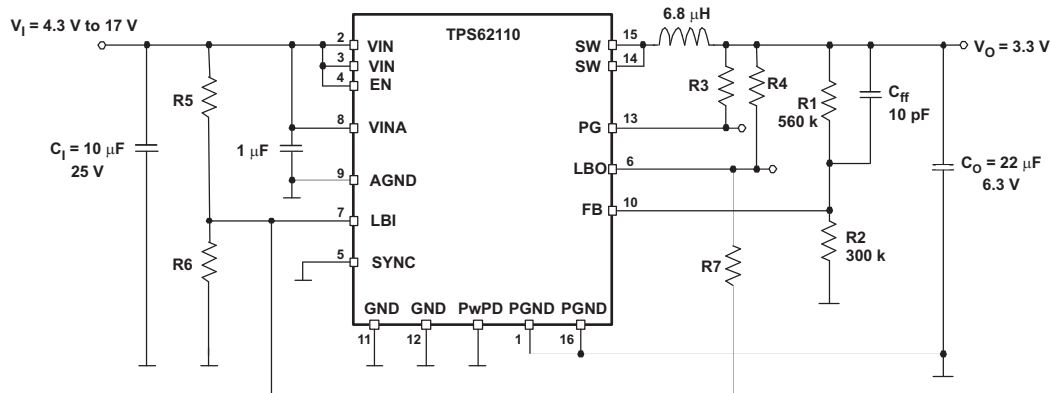 V_I = 4.3 V to 17 V
TPS62110
6.8 μH
V_O = 3.3 V
2
VIN
3
VIN
4
EN
8
VINA
9
AGND
7
LBI
5
SYNC
15
SW
14
SW
13
PG
6
LBO
10
FB
R5
C_I = 10 μF
25 V
1 μF
R6
R3
R4
R1
560 k
C_ff
10 pF
C_O = 22 μF
6.3 V
R2
300 k
R7
GND
GND
PwPD
PGND
PGND
11
12
1
16